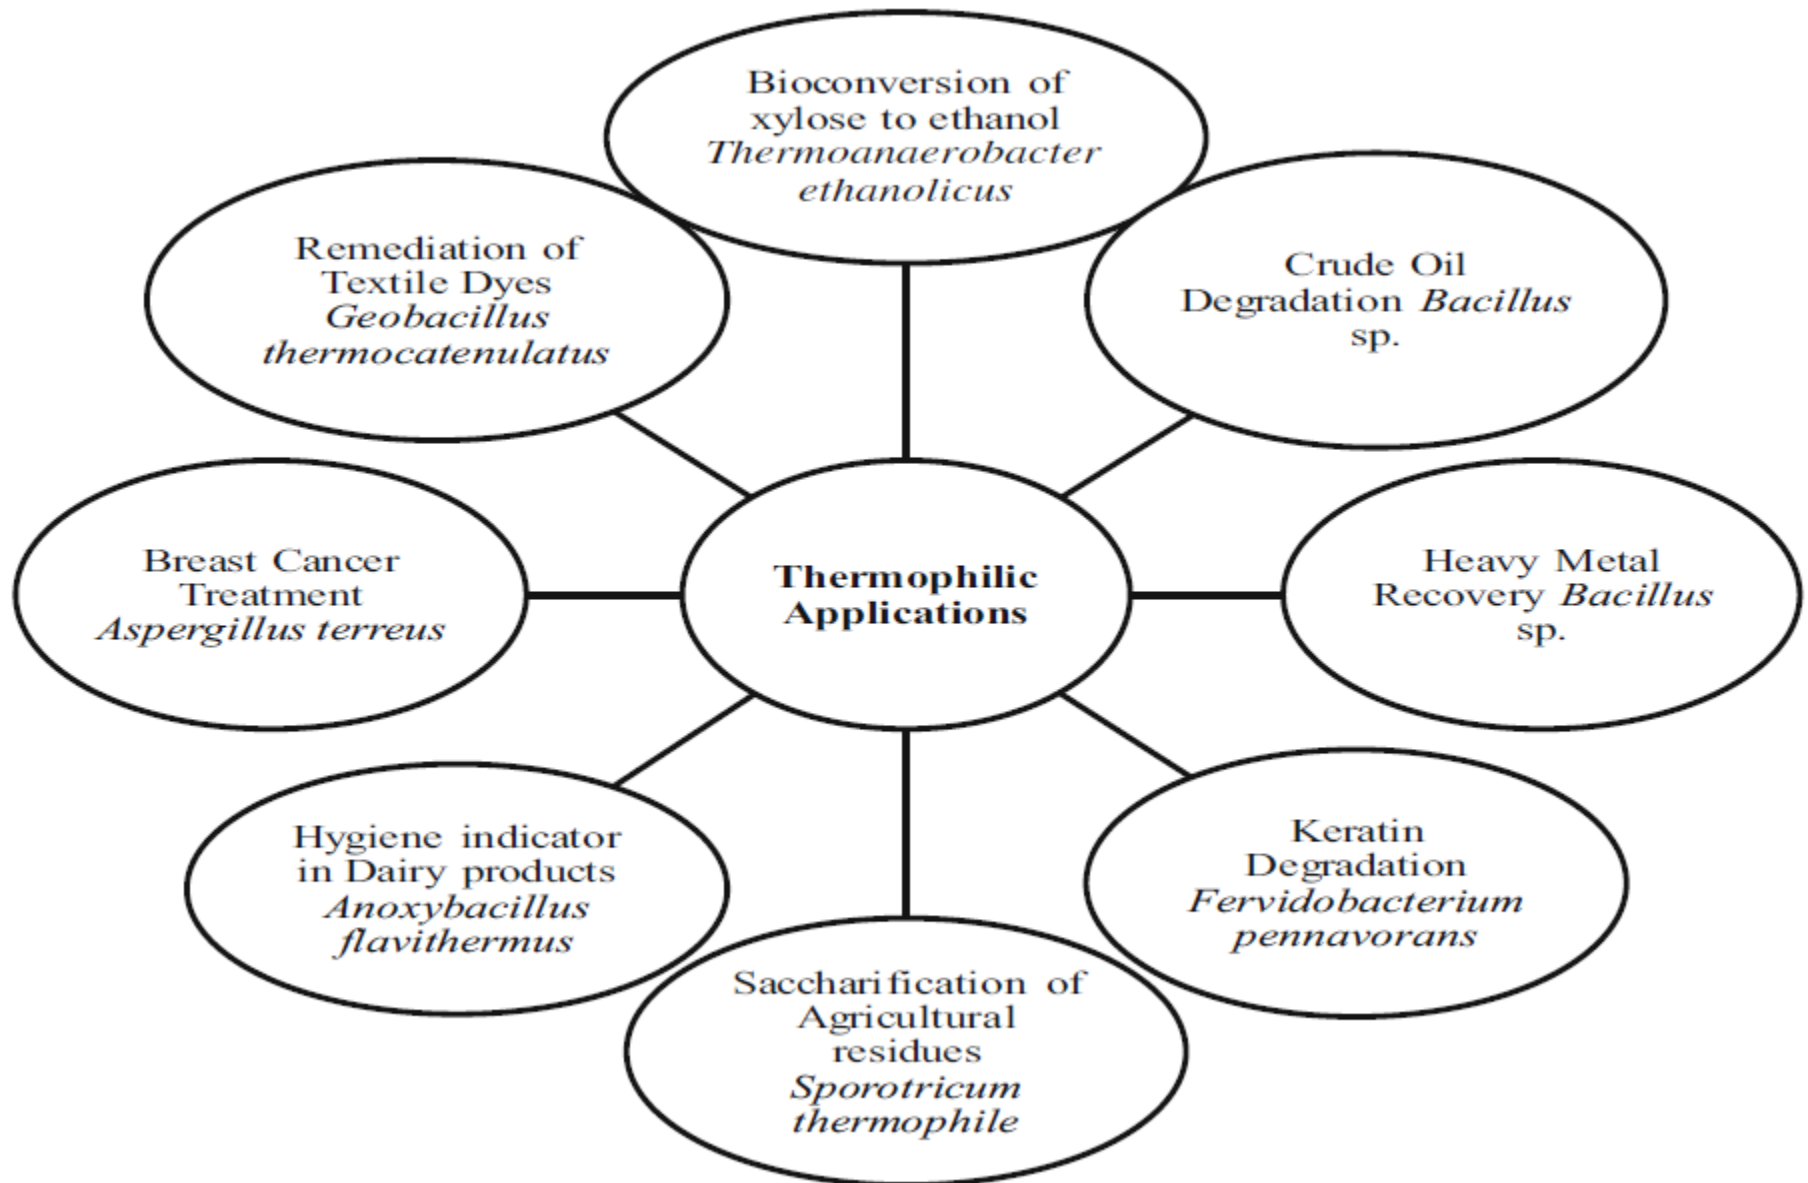 Bioconversion of
xylose to ethanol
Thermoanaerobacter
ethanolicus
Remediation of
Textile Dyes
Geobacillus
thermocatenulatus
Crude Oil
Degradation Bacillus
sp.
Breast Cancer
Treatment
Aspergillus terreus
Thermophilic
Applications
Heavy Metal
Recovery Bacillus
sp.
Hygiene indicator
in Dairy products
Anoxybacillus
flavithermus
Keratin
Degradation
Fervidobacterium
pennavorans
Saccharification of
Agricultural
residues
Sporotricum
thermophile